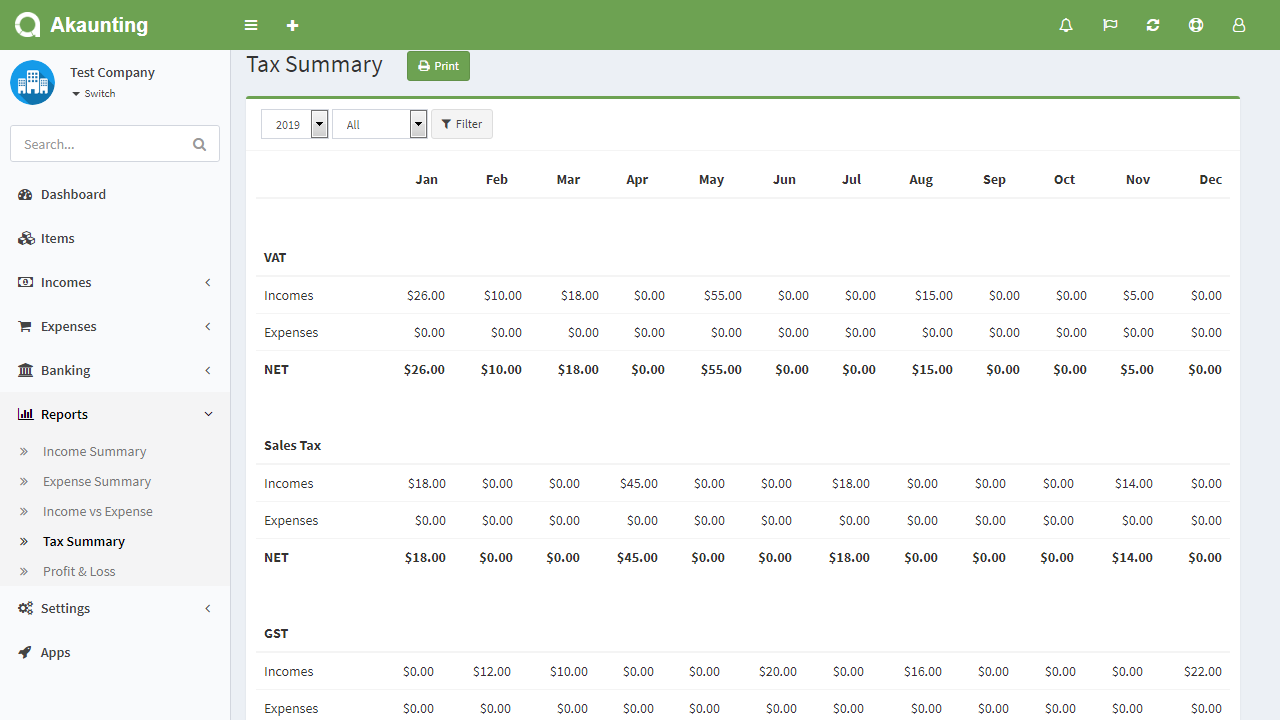 Akaunting
Test Company
Switch
Search...
Dashboard
Items
Incomes
Expenses
Banking
Reports
Income Summary
Expense Summary
Income vs Expense
Tax Summary
Profit & Loss
Settings
Apps
Tax Summary Print
2019 All Filter
Jan Feb Mar Apr May Jun Jul Aug Sep Oct Nov Dec
VAT
Incomes $26.00 $10.00 $18.00 $0.00 $55.00 $0.00 $0.00 $15.00 $0.00 $0.00 $5.00 $0.00
Expenses $0.00 $0.00 $0.00 $0.00 $0.00 $0.00 $0.00 $0.00 $0.00 $0.00 $0.00 $0.00
NET $26.00 $10.00 $18.00 $0.00 $55.00 $0.00 $0.00 $15.00 $0.00 $0.00 $5.00 $0.00
Sales Tax
Incomes $18.00 $0.00 $0.00 $45.00 $0.00 $0.00 $18.00 $0.00 $0.00 $0.00 $14.00 $0.00
Expenses $0.00 $0.00 $0.00 $0.00 $0.00 $0.00 $0.00 $0.00 $0.00 $0.00 $0.00 $0.00
NET $18.00 $0.00 $0.00 $45.00 $0.00 $0.00 $18.00 $0.00 $0.00 $0.00 $14.00 $0.00
GST
Incomes $0.00 $12.00 $10.00 $0.00 $0.00 $20.00 $0.00 $16.00 $0.00 $0.00 $0.00 $22.00
Expenses $0.00 $0.00 $0.00 $0.00 $0.00 $0.00 $0.00 $0.00 $0.00 $0.00 $0.00 $0.00